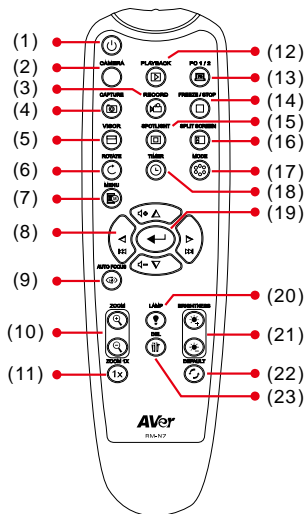 (1)
(2)
(3)
(4)
(5)
(6)
(7)
(8)
(9)
(10)
(11)
CAMERA
PLAYBACK
PC 1 / 2
CAPTURE
RECORD
FREEZE / STOP
VISOR
SPOTLIGHT
SPLIT SCREEN
ROTATE
TIMER
MODE
MENU
AUTO FOCUS
ZOOM
LAMP
BRIGHTNESS
ZOOM 1X
DEL
DEFAULT
1x
AVer
RM-N7
(12)
(13)
(14)
(15)
(16)
(17)
(18)
(19)
(20)
(21)
(22)
(23)